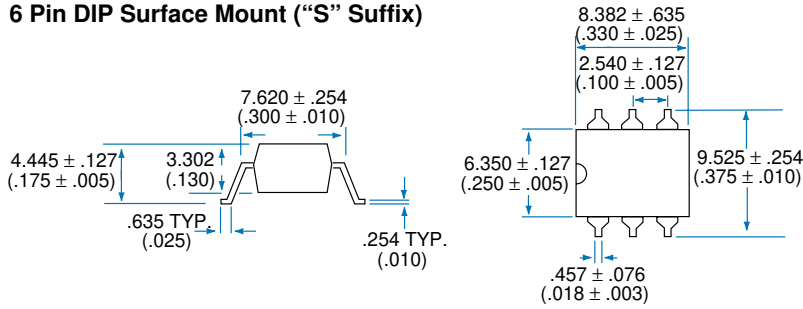 6 Pin DIP Surface Mount (“S” Suffix)
8.382 ± .635
(.330 ± .025)
2.540 ± .127
(.100 ± .005)
7.620 ± .254
(.300 ± .010)
4.445 ± .127
(.175 ± .005)
3.302
(.130)
6.350 ± .127
(.250 ± .005)
9.525 ± .254
(.375 ± .010)
.635 TYP.
(.025)
.254 TYP.
(.010)
.457 ± .076
(.018 ± .003)